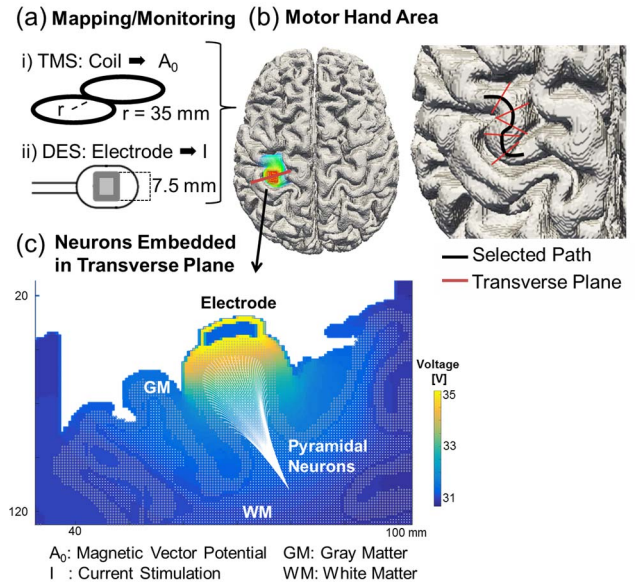 (a) Mapping/Monitoring
i) TMS: Coil ➡ A₀
r
r = 35 mm
ii) DES: Electrode ➡ I
7.5 mm
(b) Motor Hand Area
Selected Path
Transverse Plane
(c) Neurons Embedded
in Transverse Plane
20
Electrode
GM
Pyramidal
Neurons
WM
120
40
100 mm
Voltage
[V]
35
33
31
A₀: Magnetic Vector Potential GM: Gray Matter
I : Current Stimulation WM: White Matter